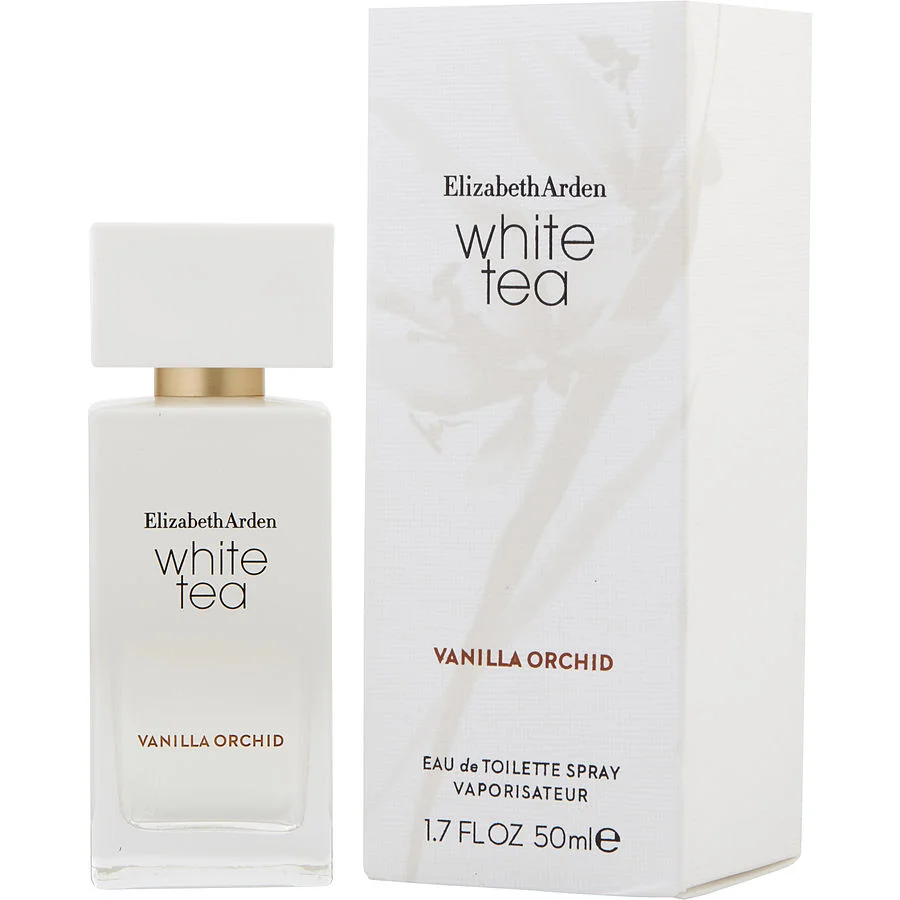 Elizabeth Arden
white
tea
VANILLA ORCHID
Elizabeth Arden
white
tea
VANILLA ORCHID
EAU de TOILETTE SPRAY
VAPORISATEUR
1.7 FL OZ 50ml℮